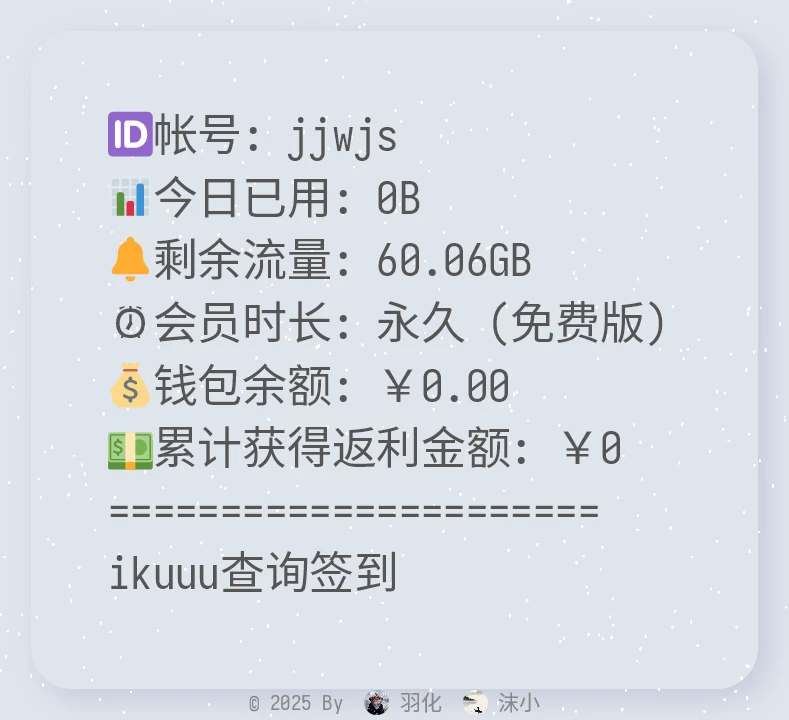 🆔帐号: jjwjs
📊今日已用: 0B
🔔剩余流量: 60.06GB
⏰会员时长: 永久 (免费版)
💰钱包余额: ￥0.00
💵累计获得返利金额: ￥0
======================
ikuuu查询签到
© 2025 By 羽化 沫小